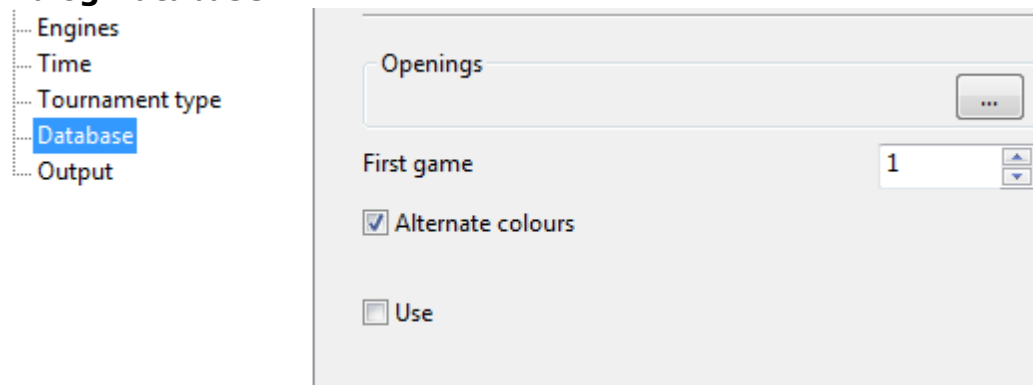 Engines
Time
Tournament type
Database
Output
Openings
...
First game
1
Alternate colours
Use